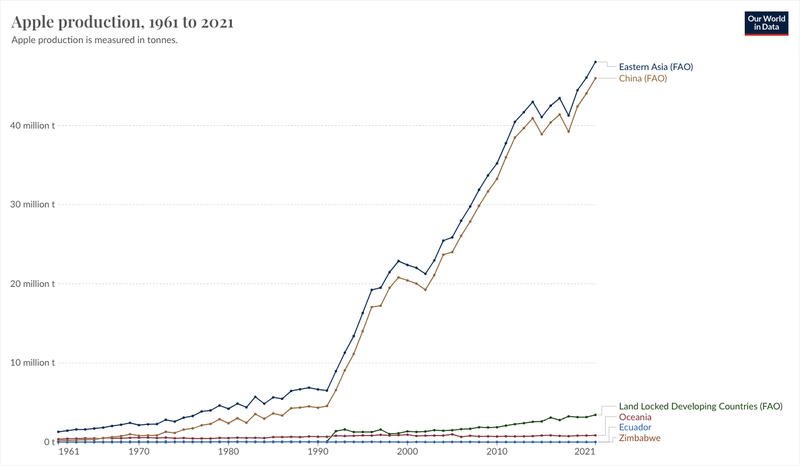 Apple production, 1961 to 2021
Our World
in Data
Apple production is measured in tonnes.
Eastern Asia (FAO)
China (FAO)
40 million t
30 million t
20 million t
10 million t
Land Locked Developing Countries (FAO)
Oceania
Ecuador
Zimbabwe
0 t
1961 1970 1980 1990 2000 2010 2021